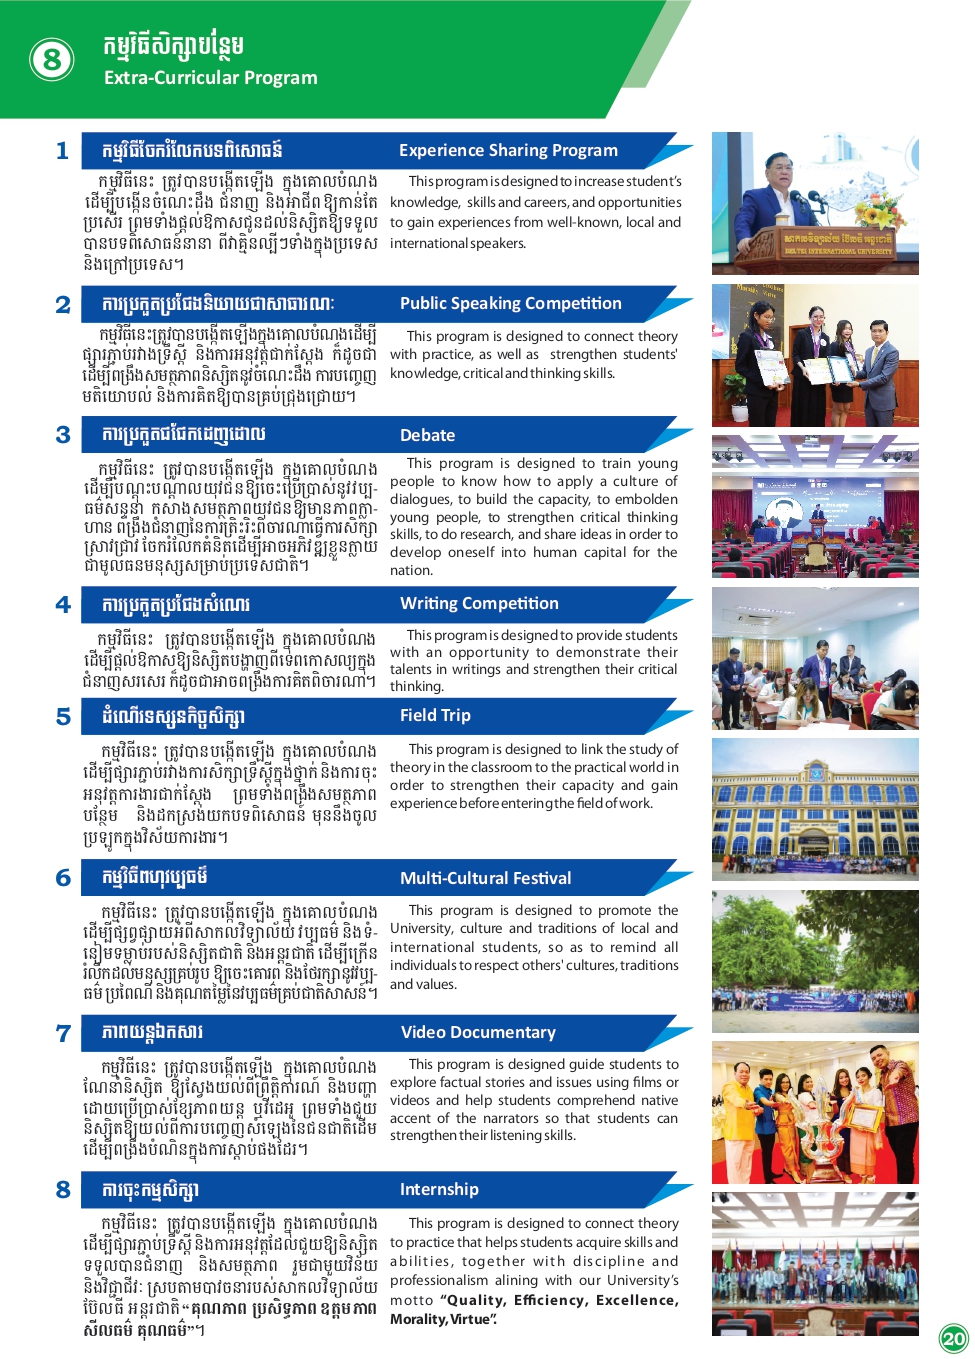 8
កម្មវិធីសិក្សាបន្ថែម
Extra-Curricular Program
1 កម្មវិធីចែករំលែកបទពិសោធន៍ Experience Sharing Program
កម្មវិធីនេះ ត្រូវបានបង្កើតឡើង ក្នុងគោលបំណង
ដើម្បីបង្កើនចំណេះដឹង ជំនាញ និងអាជីព ឱ្យកាន់តែ
ប្រសើរ ព្រមទាំងផ្តល់ឱកាសជូនដល់និស្សិតឱ្យទទួល
បានបទពិសោធន៍នានា ពីវាគ្មិនល្បីៗទាំងក្នុងប្រទេស
និងក្រៅប្រទេស។
This program is designed to increase student’s
knowledge, skills and careers, and opportunities
to gain experiences from well-known, local and
international speakers.
2 ការប្រកួតប្រជែងនិយាយជាសាធារណៈ Public Speaking Competition
កម្មវិធីនេះត្រូវបានបង្កើតឡើងក្នុងគោលបំណងដើម្បី
ផ្សារភ្ជាប់រវាងទ្រឹស្តី និងការអនុវត្តជាក់ស្តែង ក៏ដូចជា
ដើម្បីពង្រឹងសមត្ថភាពនិស្សិតនូវចំណេះដឹង ការបញ្ចេញ
មតិយោបល់ និងការគិតឱ្យបានគ្រប់ជ្រុងជ្រោយ។
This program is designed to connect theory
with practice, as well as strengthen students'
knowledge, critical and thinking skills.
3 ការប្រកួតជជែកដេញដោល Debate
កម្មវិធីនេះ ត្រូវបានបង្កើតឡើង ក្នុងគោលបំណង
ដើម្បីបណ្តុះបណ្តាលយុវជនឱ្យចេះប្រើប្រាស់នូវវប្ប-
ធម៌សន្ទនា កសាងសមត្ថភាពយុវជនឱ្យមានភាពក្លា-
ហាន ពង្រឹងជំនាញនៃការត្រិះរិះពិចារណាធ្វើការសិក្សា
ស្រាវជ្រាវ ចែករំលែកគំនិតដើម្បីអាចអភិវឌ្ឍខ្លួនក្លាយ
ជាមូលធនមនុស្សសម្រាប់ប្រទេសជាតិ។
This program is designed to train young
people to know how to apply a culture of
dialogues, to build the capacity, to embolden
young people, to strengthen critical thinking
skills, to do research, and share ideas in order to
develop oneself into human capital for the
nation.
4 ការប្រកួតប្រជែងសំណេរ Writing Competition
កម្មវិធីនេះ ត្រូវបានបង្កើតឡើង ក្នុងគោលបំណង
ដើម្បីផ្តល់ឱកាសឱ្យនិស្សិតបង្ហាញពីទេពកោសល្យក្នុង
ជំនាញសរសេរ ក៏ដូចជាអាចពង្រឹងការគិតពិចារណា។
This program is designed to provide students
with an opportunity to demonstrate their
talents in writings and strengthen their critical
thinking.
5 ដំណើរទស្សនកិច្ចសិក្សា Field Trip
កម្មវិធីនេះ ត្រូវបានបង្កើតឡើង ក្នុងគោលបំណង
ដើម្បីផ្សារភ្ជាប់រវាងការសិក្សាទ្រឹស្តីក្នុងថ្នាក់ និងការចុះ
អនុវត្តការងារជាក់ស្តែង ព្រមទាំងពង្រឹងសមត្ថភាព
បន្ថែម និងដកស្រង់យកបទពិសោធន៍ មុននឹងចូល
ប្រឡូកក្នុងវិស័យការងារ។
This program is designed to link the study of
theory in the classroom to the practical world in
order to strengthen their capacity and gain
experience before entering the field of work.
6 កម្មវិធីពហុវប្បធម៌ Multi-Cultural Festival
កម្មវិធីនេះ ត្រូវបានបង្កើតឡើង ក្នុងគោលបំណង
ដើម្បីផ្សព្វផ្សាយអំពីសាកលវិទ្យាល័យ វប្បធម៌ និងទំ-
នៀមទម្លាប់របស់និស្សិតជាតិ និងអន្តរជាតិ ដើម្បីក្រើន
រំលឹកដល់មនុស្សគ្រប់រូប ឱ្យចេះគោរព និងថែរក្សានូវវប្ប-
ធម៌ ប្រពៃណី និងគុណតម្លៃនៃវប្បធម៌គ្រប់ជាតិសាសន៍។
This program is designed to promote the
University, culture and traditions of local and
international students, so as to remind all
individuals to respect others' cultures, traditions
and values.
7 ភាពយន្តឯកសារ Video Documentary
កម្មវិធីនេះ ត្រូវបានបង្កើតឡើង ក្នុងគោលបំណង
ណែនាំនិស្សិត ឱ្យស្វែងយល់ពីព្រឹត្តិការណ៍ និងបញ្ហា
ដោយប្រើប្រាស់ខ្សែភាពយន្ត ឬវីដេអូ ព្រមទាំងជួយ
និស្សិតឱ្យយល់ពីការបញ្ចេញសំឡេងនៃជនជាតិដើម
ដើម្បីពង្រឹងបំណិនក្នុងការស្តាប់ផងដែរ។
This program is designed guide students to
explore factual stories and issues using films or
videos and help students comprehend native
accent of the narrators so that students can
strengthen their listening skills.
8 ការចុះកម្មសិក្សា Internship
កម្មវិធីនេះ ត្រូវបានបង្កើតឡើង ក្នុងគោលបំណង
ដើម្បីផ្សារភ្ជាប់ទ្រឹស្តី និងការអនុវត្តដែលជួយឱ្យនិស្សិត
ទទួលបានជំនាញ និងសមត្ថភាព រួមជាមួយវិន័យ
និងវិជ្ជាជីវៈ ស្របតាមបាវចនារបស់សាកលវិទ្យាល័យ
ប៊ែលធី អន្តរជាតិ “គុណភាព ប្រសិទ្ធភាព ឧត្តមភាព
សីលធម៌ គុណធម៌”។
This program is designed to connect theory
to practice that helps students acquire skills and
abilities, together with discipline and
professionalism alining with our University’s
motto “Quality, Efficiency, Excellence,
Morality, Virtue”.
សាកលវិទ្យាល័យ ប៊ែលធី អន្តរជាតិ
BELTEI INTERNATIONAL UNIVERSITY
20